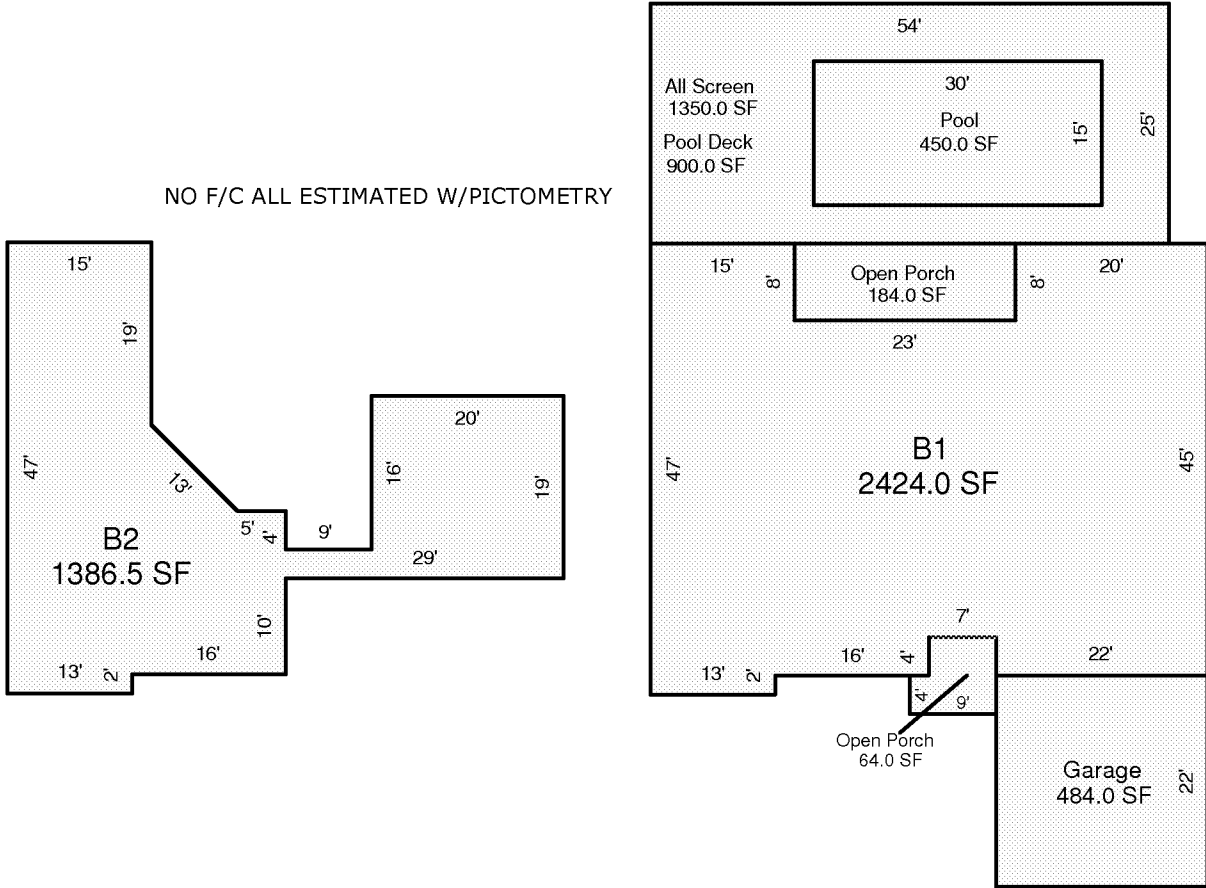 54'
All Screen
1350.0 SF
Pool Deck
900.0 SF
30'
Pool
450.0 SF
15'
25'
NO F/C ALL ESTIMATED W/PICTOMETRY
15'
19'
47'
13'
5'
4'
9'
16'
20'
19'
29'
B2
1386.5 SF
10'
16'
13'
2'
15'
8'
Open Porch
184.0 SF
8'
20'
23'
47'
B1
2424.0 SF
45'
7'
13'
2'
16'
4'
22'
4'
9'
Open Porch
64.0 SF
Garage
484.0 SF
22'